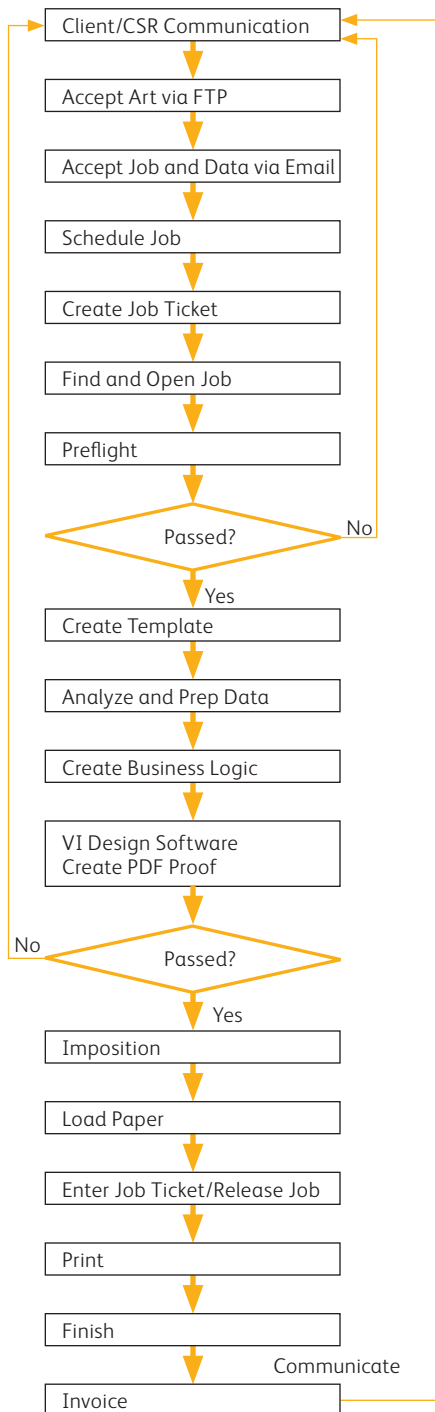 Client/CSR Communication
Accept Art via FTP
Accept Job and Data via Email
Schedule Job
Create Job Ticket
Find and Open Job
Preflight
Passed?
No
Yes
Create Template
Analyze and Prep Data
Create Business Logic
VI Design Software
Create PDF Proof
No
Passed?
Yes
Imposition
Load Paper
Enter Job Ticket/Release Job
Print
Finish
Communicate
Invoice